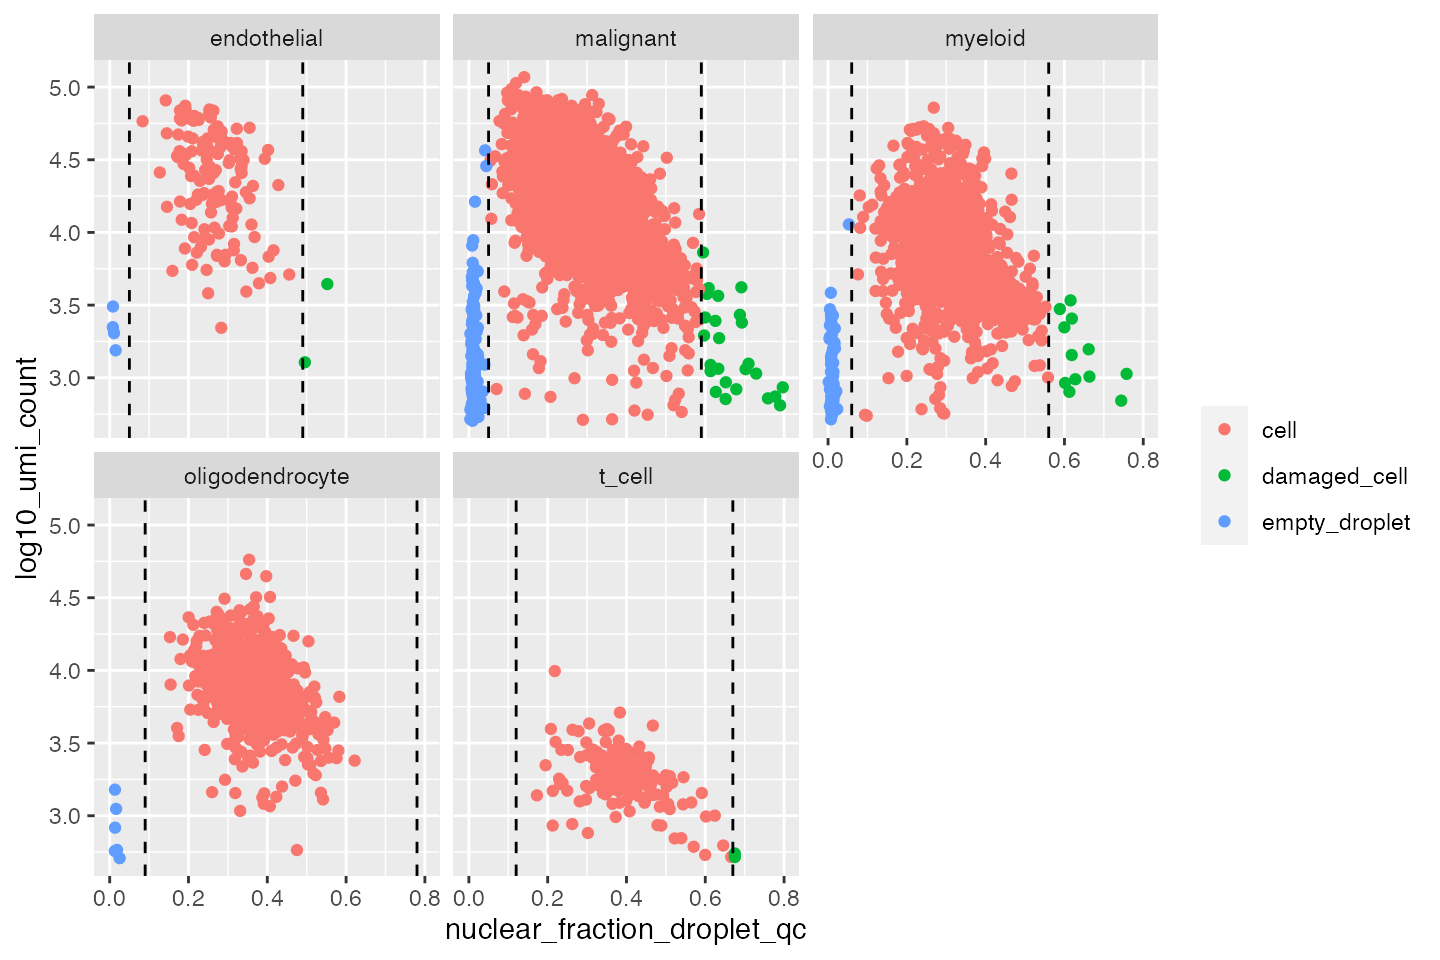 endothelial malignant myeloid
5.0
4.5
4.0
3.5
3.0
0.0 0.2 0.4 0.6 0.8
oligodendrocyte t_cell
5.0
4.5
4.0
3.5
3.0
0.0 0.2 0.4 0.6 0.8 0.0 0.2 0.4 0.6 0.8
nuclear_fraction_droplet_qc
log10_umi_count
cell
damaged_cell
empty_droplet